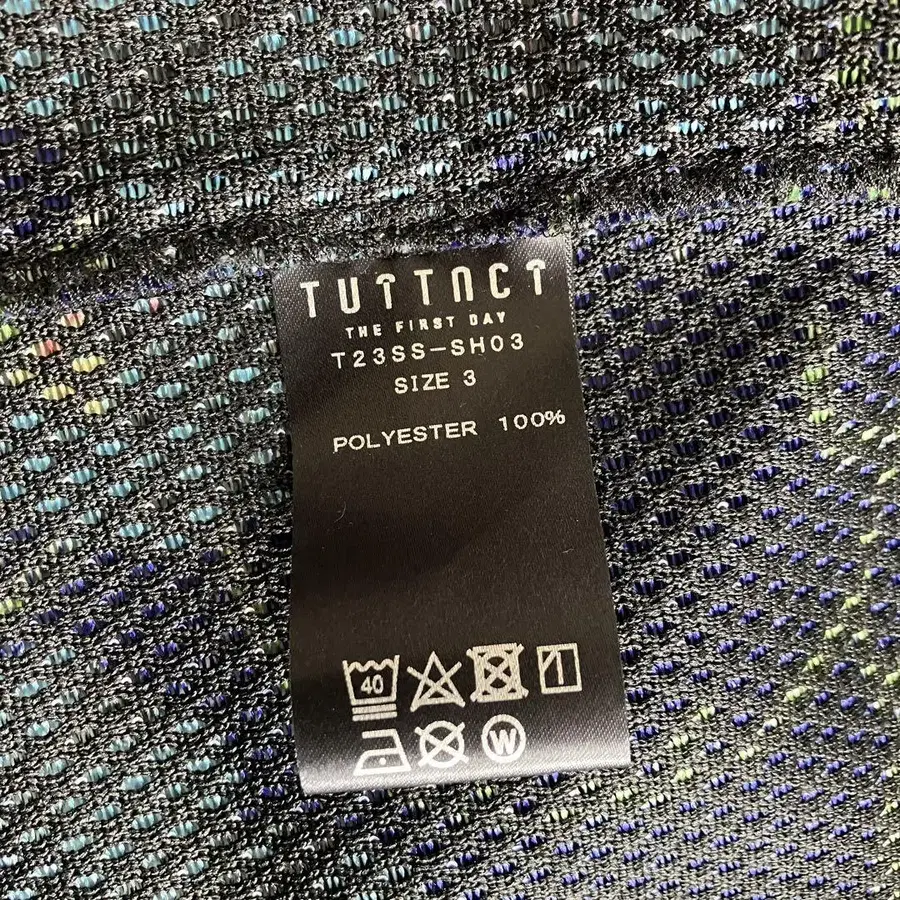 TUTTNCT
THE FIRST DAY
T23SS-SH03
SIZE 3
POLYESTER 100%
40
W